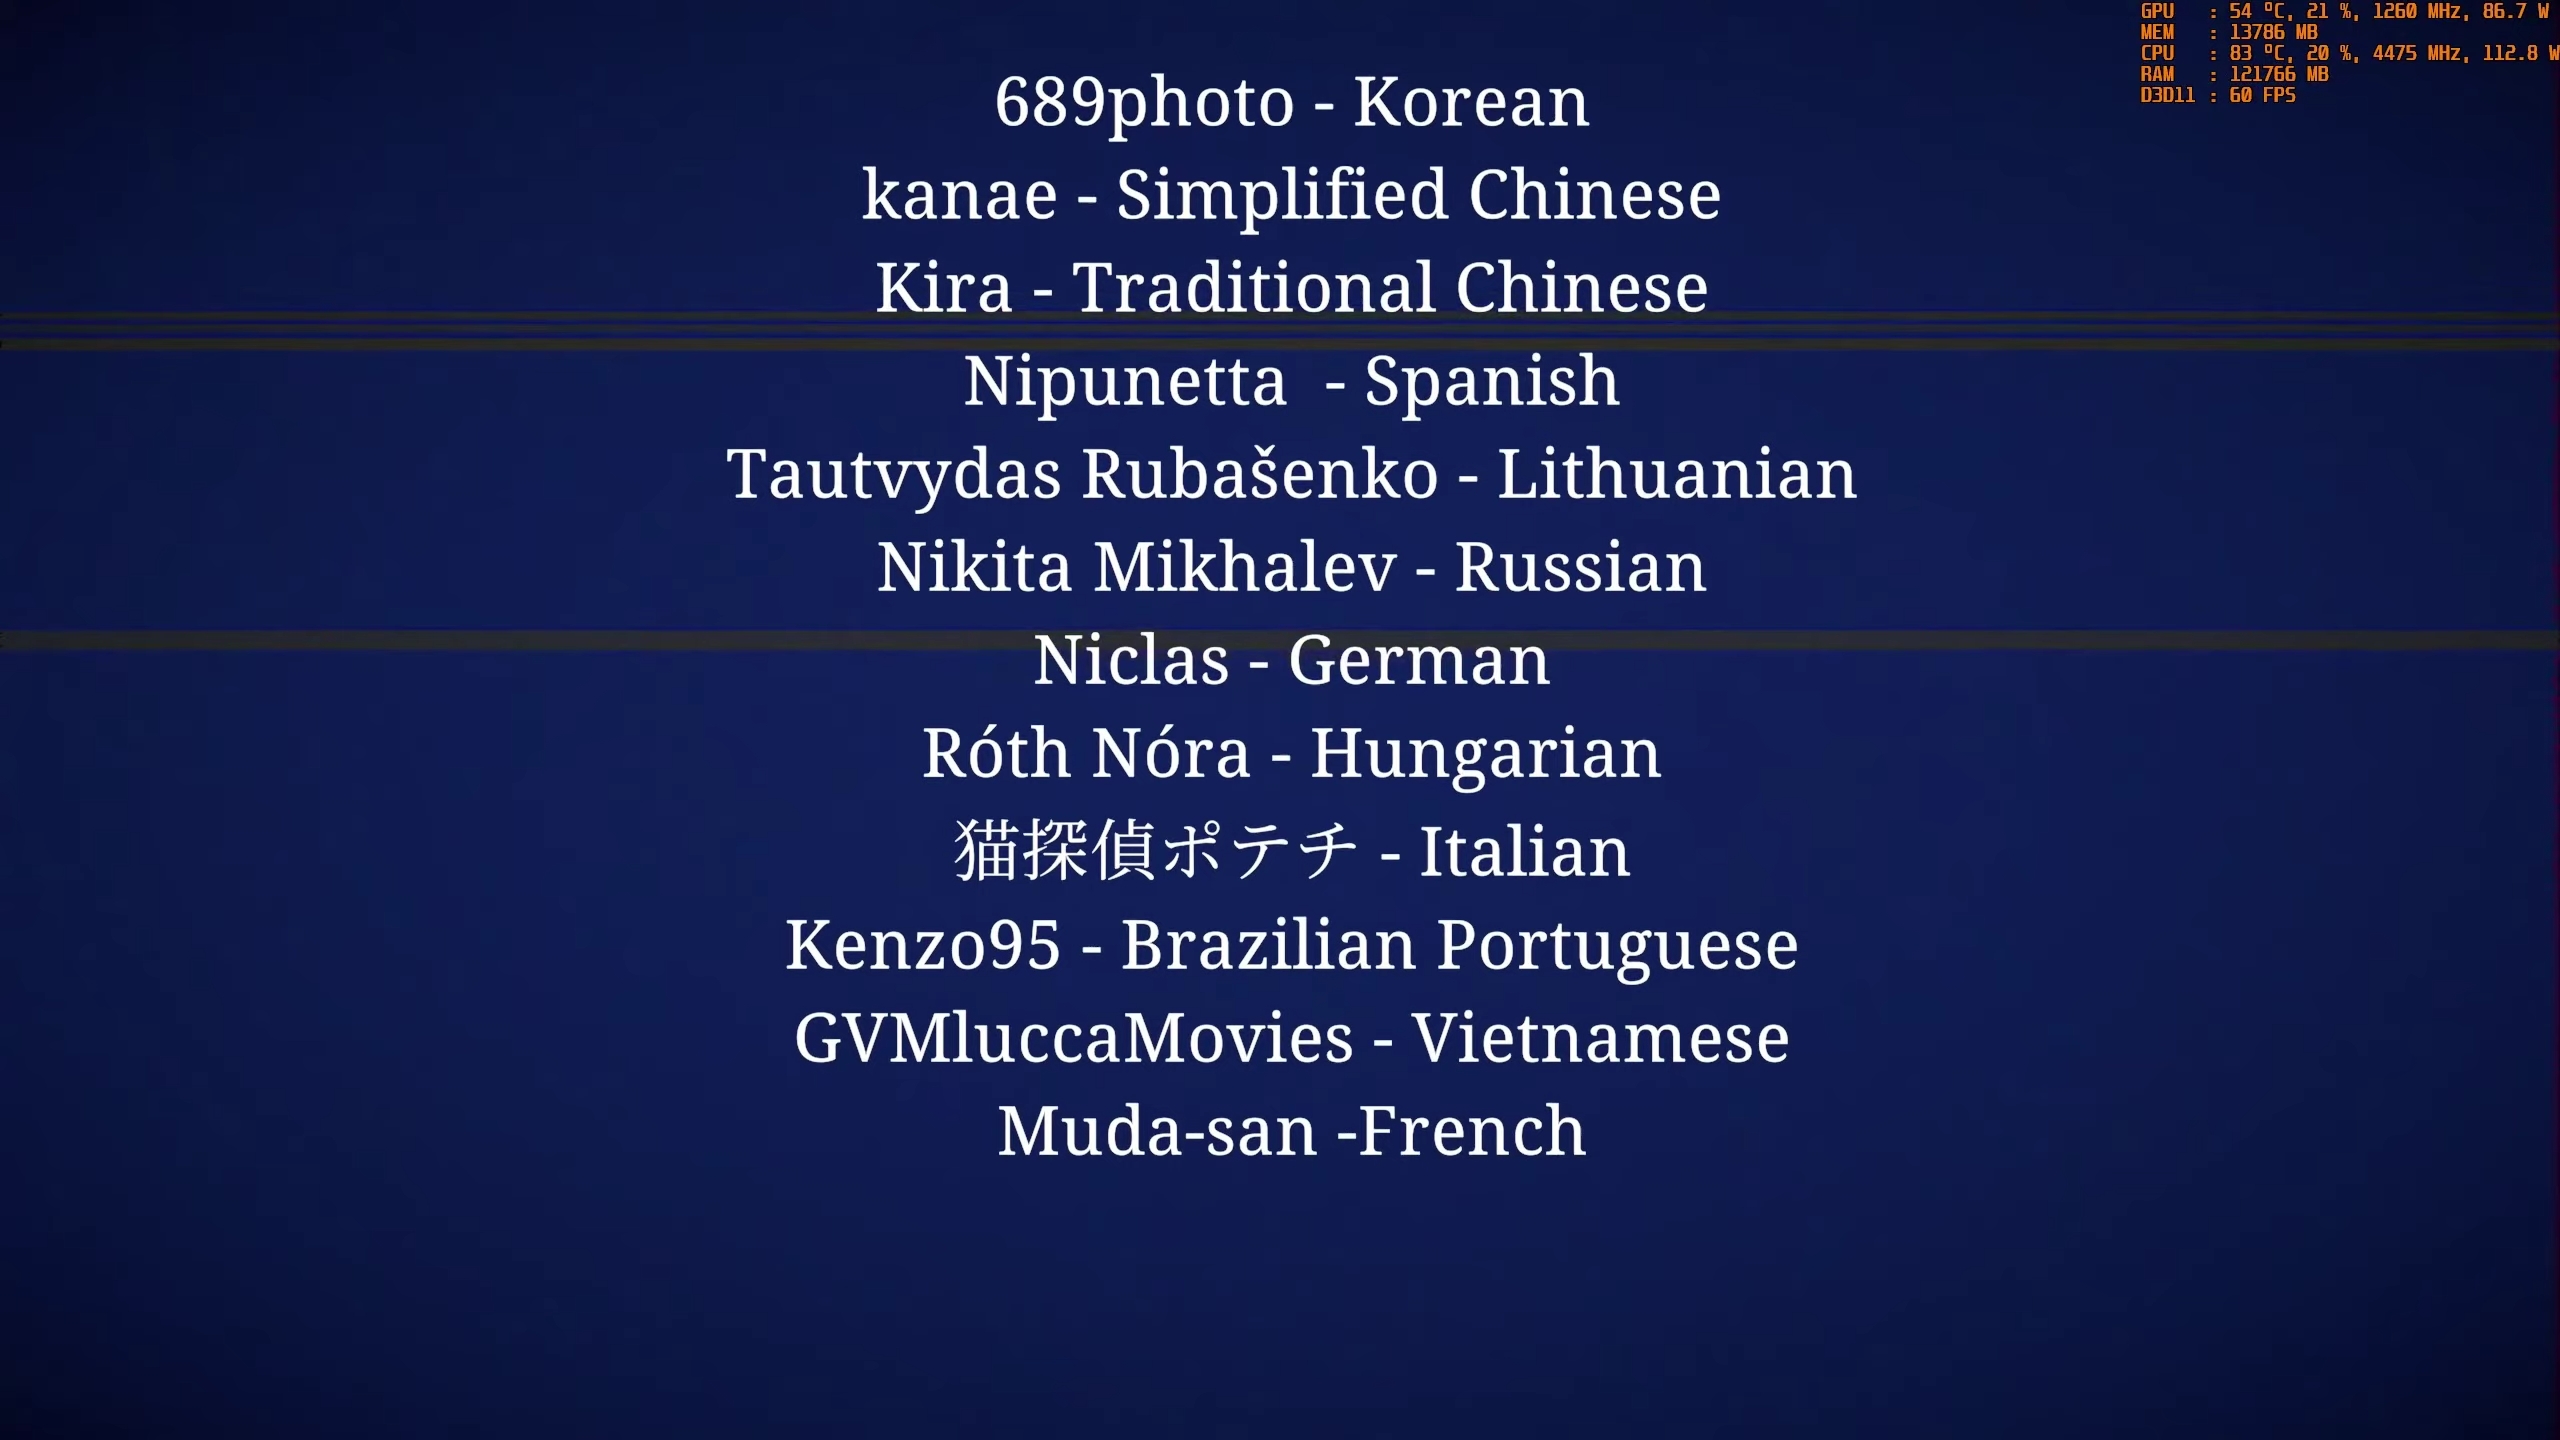 GPU : 54 °C, 21 %, 1260 MHz, 86.7 W
MEM : 13786 MB
CPU : 83 °C, 20 %, 4475 MHz, 112.8 W
RAM : 121766 MB
D3D11 : 60 FPS
689photo - Korean
kanae - Simplified Chinese
Kira - Traditional Chinese
Nipunetta  - Spanish
Tautvydas Rubašenko - Lithuanian
Nikita Mikhalev - Russian
Niclas - German
Róth Nóra - Hungarian
猫探偵ポテチ - Italian
Kenzo95 - Brazilian Portuguese
GVMluccaMovies - Vietnamese
Muda-san -French